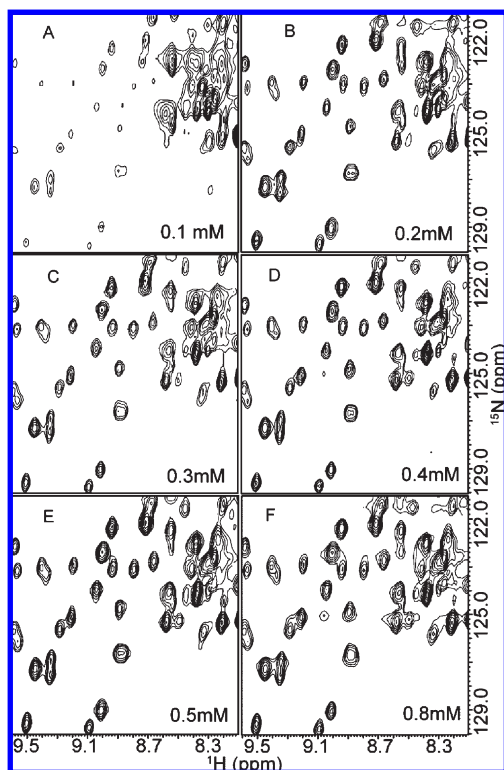 A
B
122.0
125.0
129.0
0.1 mM
0.2mM
C
D
122.0
125.0
129.0
¹⁵N (ppm)
0.3mM
0.4mM
E
F
122.0
125.0
129.0
0.5mM
0.8mM
9.5 9.1 8.7 8.3 9.5 9.1 8.7 8.3
¹H (ppm) ¹H (ppm)